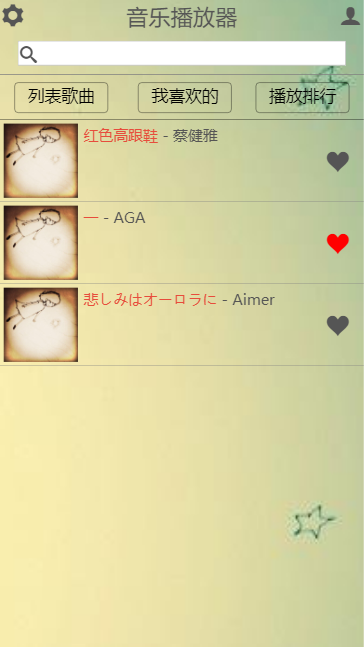 音乐播放器
列表歌曲 我喜欢的 播放排行
红色高跟鞋 - 蔡健雅
一 - AGA
悲しみはオーロラに - Aimer